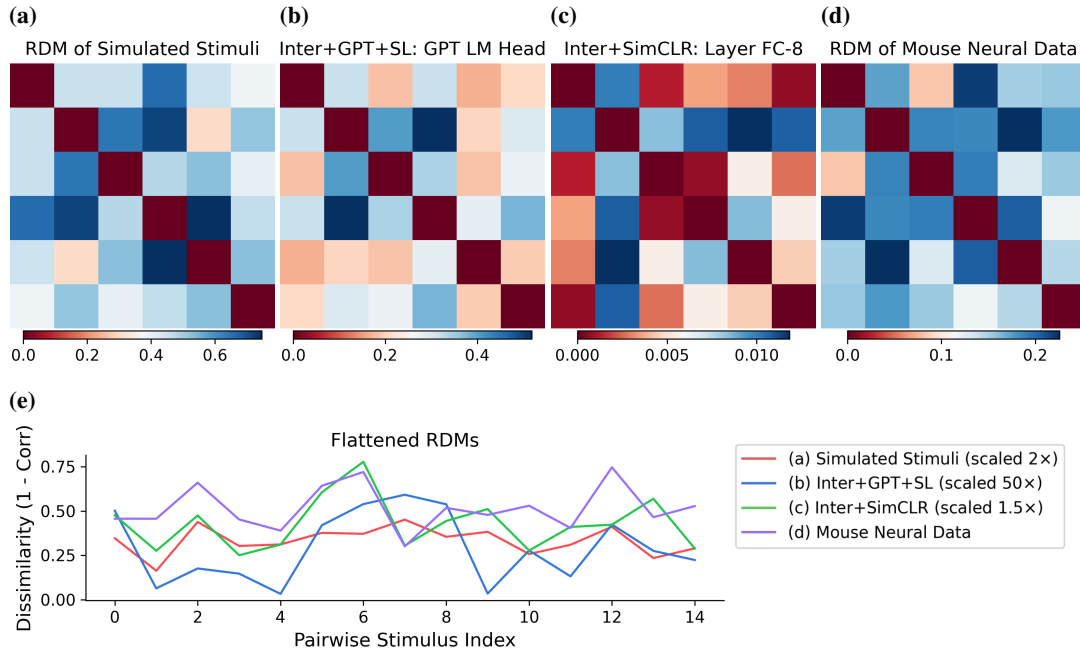 (a)
(b)
(c)
(d)
RDM of Simulated Stimuli
Inter+GPT+SL: GPT LM Head
Inter+SimCLR: Layer FC-8
RDM of Mouse Neural Data
0.0 0.2 0.4 0.6
0.0 0.2 0.4
0.000 0.005 0.010
0.0 0.1 0.2
(e)
Flattened RDMs
Dissimilarity (1 - Corr)
0.75
0.50
0.25
0.00
0 2 4 6 8 10 12 14
Pairwise Stimulus Index
(a) Simulated Stimuli (scaled 2×)
(b) Inter+GPT+SL (scaled 50×)
(c) Inter+SimCLR (scaled 1.5×)
(d) Mouse Neural Data